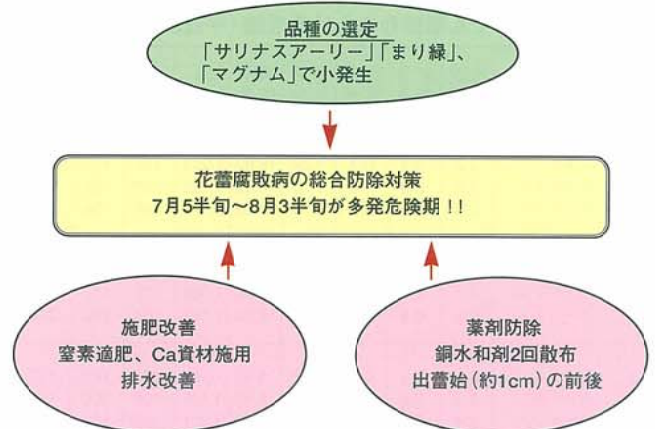 品種の選定
「サリナスアーリー」「まり緑」、
「マグナム」で小発生
花蕾腐敗病の総合防除対策
7月5半旬～8月3半旬が多発危険期!!
施肥改善
窒素適肥、Ca資材施用
排水改善
薬剤防除
銅水和剤2回散布
出蕾始(約1cm)の前後